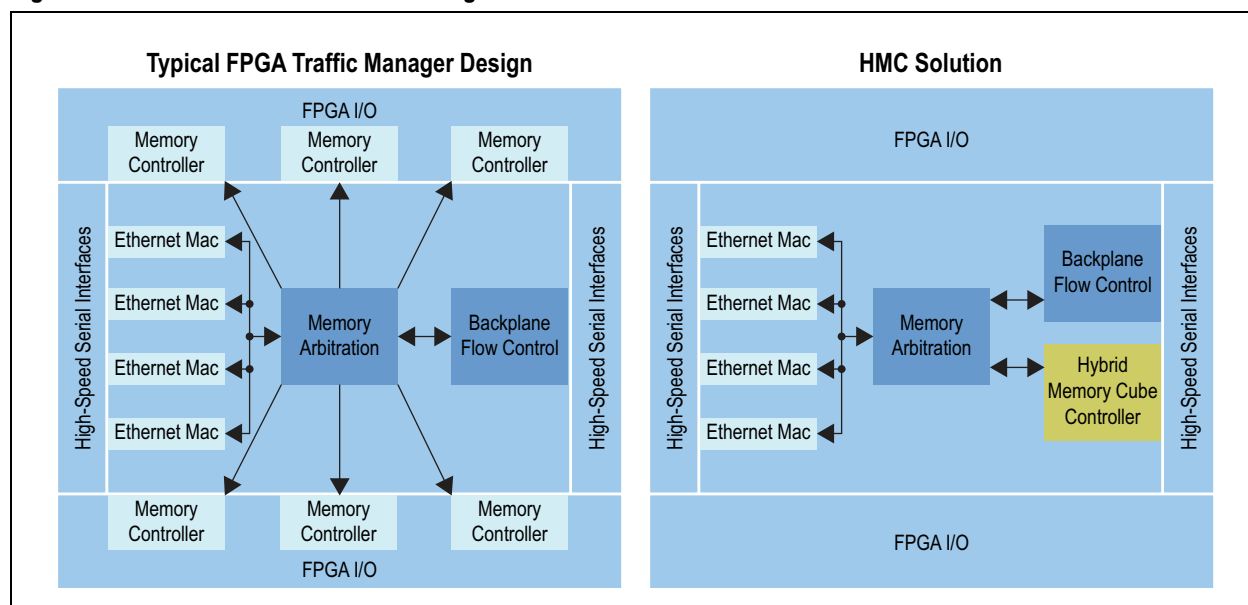 Typical FPGA Traffic Manager Design
FPGA I/O
Memory
Controller
Memory
Controller
Memory
Controller
High-Speed Serial Interfaces
Ethernet Mac
Ethernet Mac
Ethernet Mac
Ethernet Mac
Memory
Arbitration
Backplane
Flow Control
High-Speed Serial Interfaces
Memory
Controller
Memory
Controller
Memory
Controller
FPGA I/O
HMC Solution
FPGA I/O
High-Speed Serial Interfaces
Ethernet Mac
Ethernet Mac
Ethernet Mac
Ethernet Mac
Memory
Arbitration
Backplane
Flow Control
Hybrid
Memory Cube
Controller
High-Speed Serial Interfaces
FPGA I/O